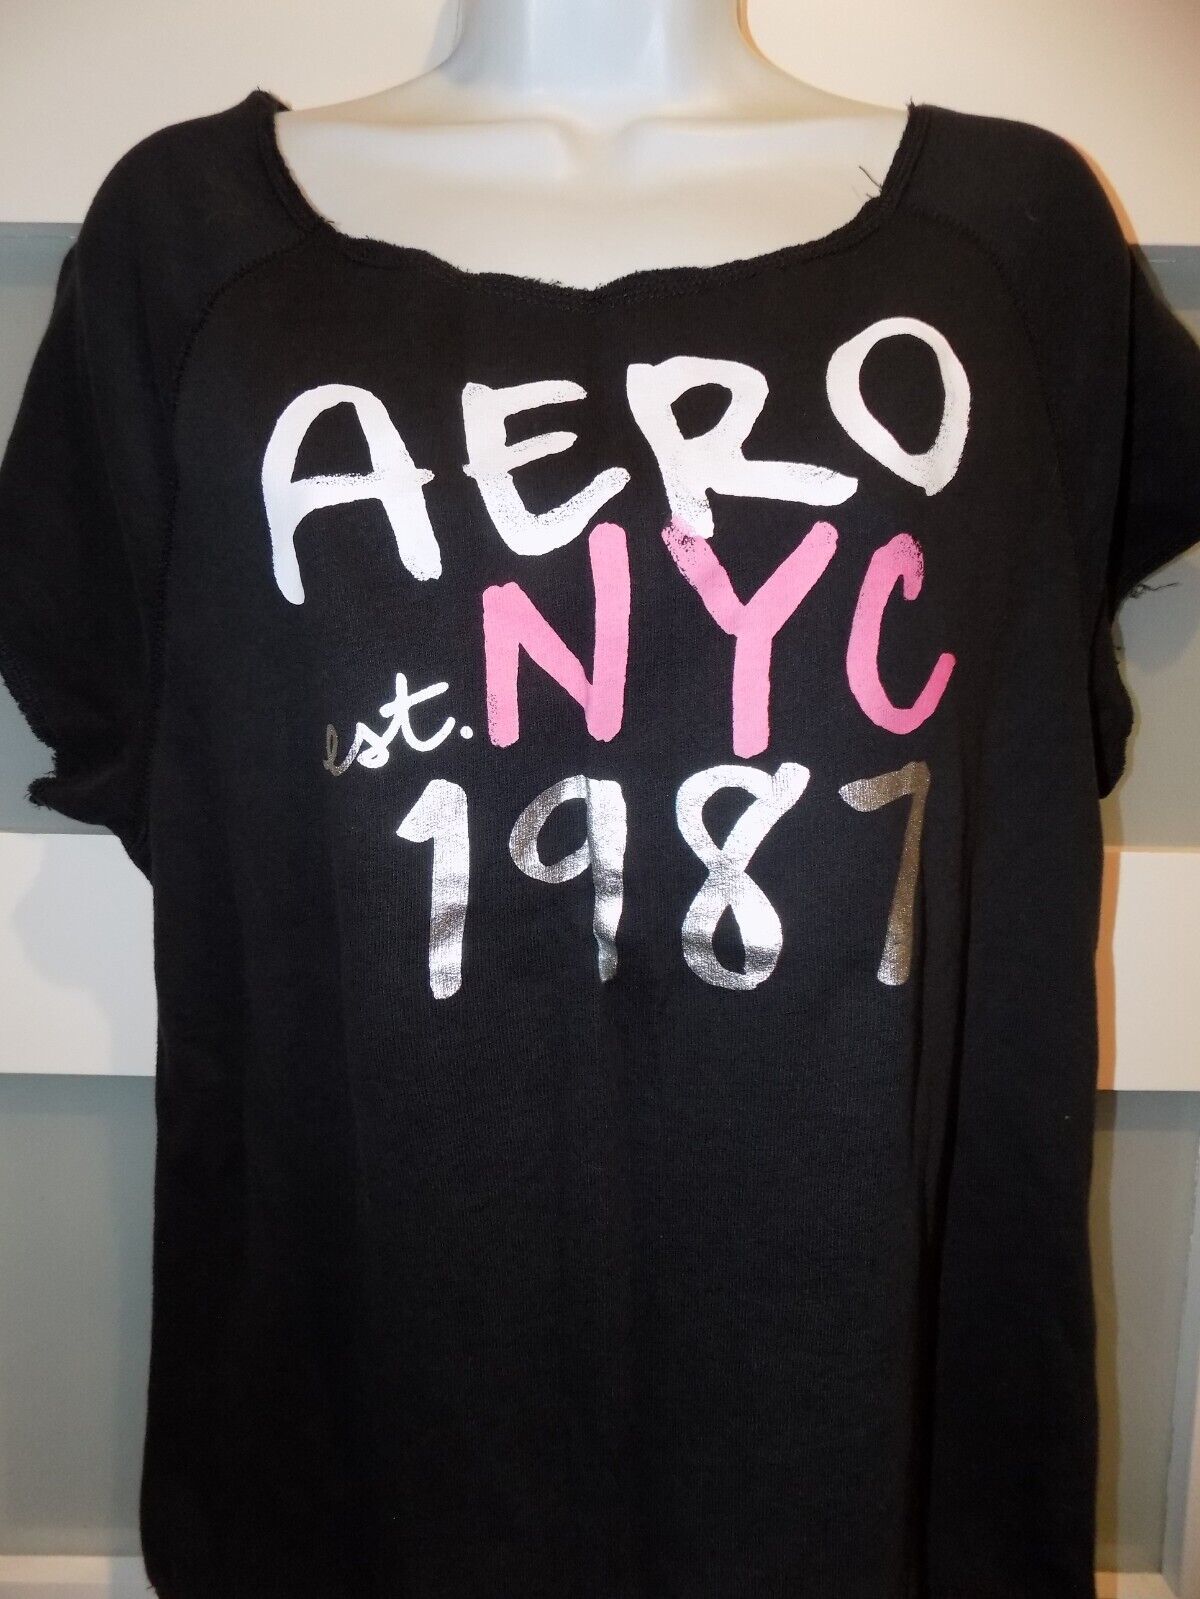 AERO
NYC
est.
1987